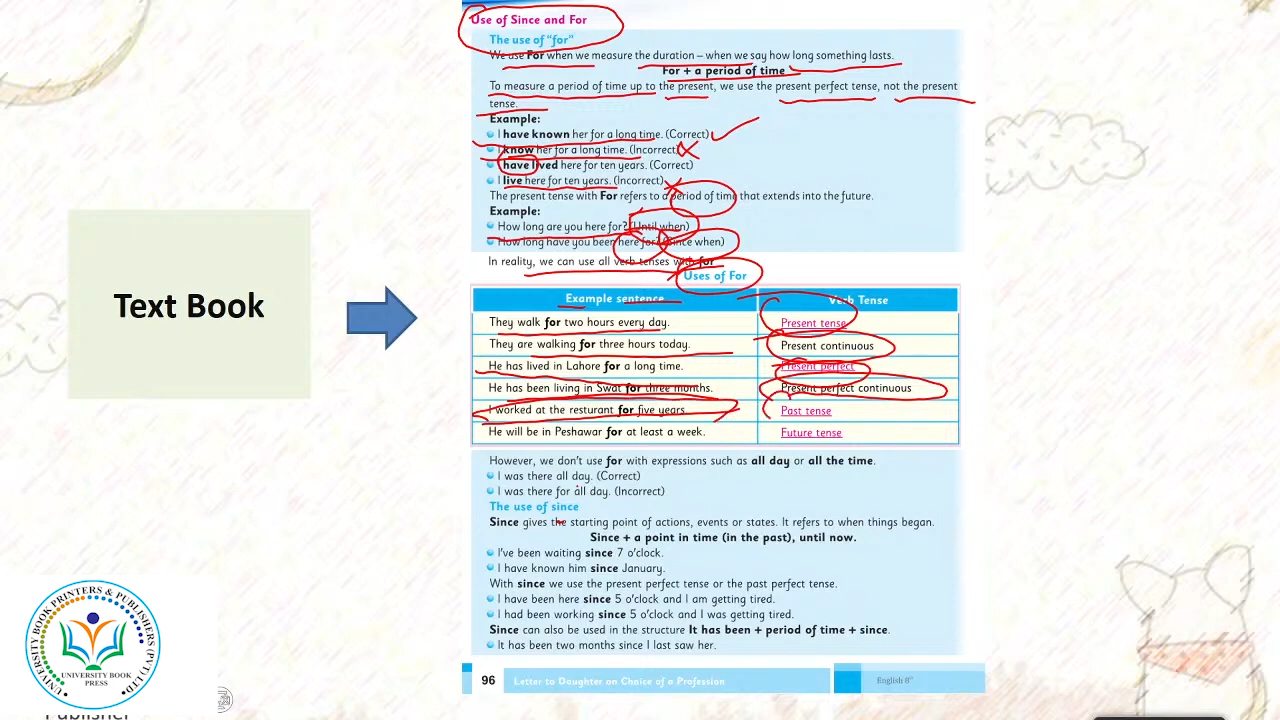 Use of Since and For
The use of "for"
We use For when we measure the duration – when we say how long something lasts.
For + a period of time
To measure a period of time up to the present, we use the present perfect tense, not the present
tense.
Example:
I have known her for a long time. (Correct)
I know her for a long time. (Incorrect)
have lived here for ten years. (Correct)
I live here for ten years. (Incorrect)
The present tense with For refers to a period of time that extends into the future.
Example:
How long are you here for? (Until when)
How long have you been here for? (Since when)
In reality, we can use all verb tenses with for
Uses of For
Example sentence Verb Tense
They walk for two hours every day. Present tense
They are walking for three hours today. Present continuous
He has lived in Lahore for a long time. Present perfect
He has been living in Swat for three months. Present perfect continuous
I worked at the resturant for five years. Past tense
He will be in Peshawar for at least a week. Future tense
However, we don't use for with expressions such as all day or all the time.
I was there all day. (Correct)
I was there for all day. (Incorrect)
The use of since
Since gives the starting point of actions, events or states. It refers to when things began.
Since + a point in time (in the past), until now.
I've been waiting since 7 o'clock.
I have known him since January.
With since we use the present perfect tense or the past perfect tense.
I have been here since 5 o'clock and I am getting tired.
I had been working since 5 o'clock and I was getting tired.
Since can also be used in the structure It has been + period of time + since.
It has been two months since I last saw her.
96 Letter to Daughter on Choice of a Profession English
Text Book
UNIVERSITY BOOK PRINTERS & PUBLISHERS (PVT) LTD
UNIVERSITY BOOK
PRESS
Publisher